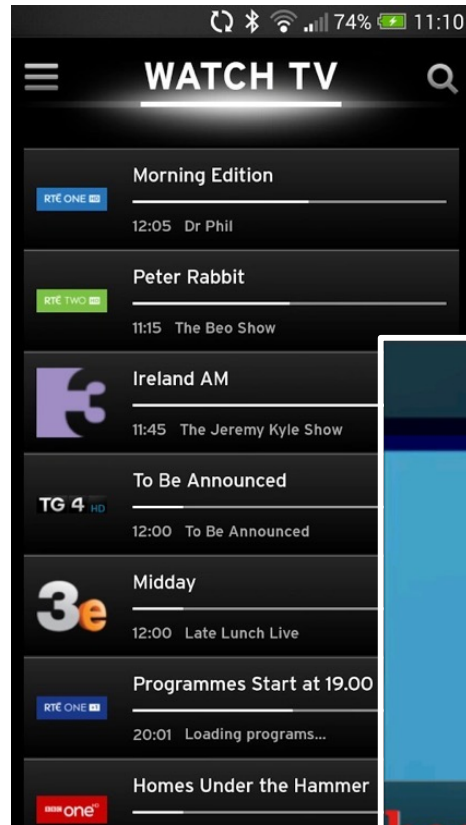 74% 11:10
WATCH TV
Morning Edition
RTÉ ONE HD
12:05 Dr Phil
Peter Rabbit
RTÉ TWO HD
11:15 The Beo Show
Ireland AM
3
11:45 The Jeremy Kyle Show
To Be Announced
TG 4 HD
12:00 To Be Announced
Midday
3e
12:00 Late Lunch Live
Programmes Start at 19.00
RTÉ ONE +1
20:01 Loading programs...
Homes Under the Hammer
BBC one HD